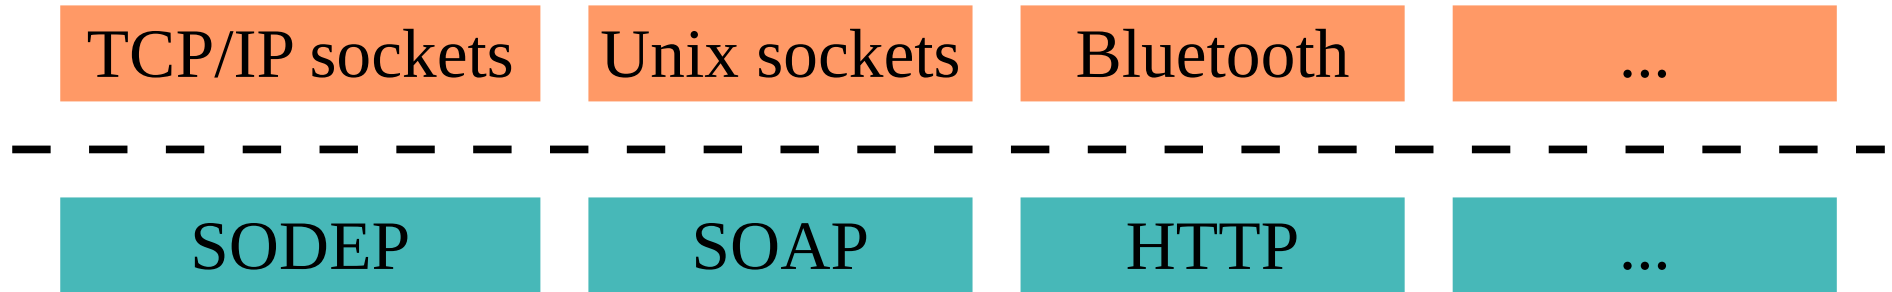 TCP/IP sockets Unix sockets Bluetooth ...
SODEP SOAP HTTP ...